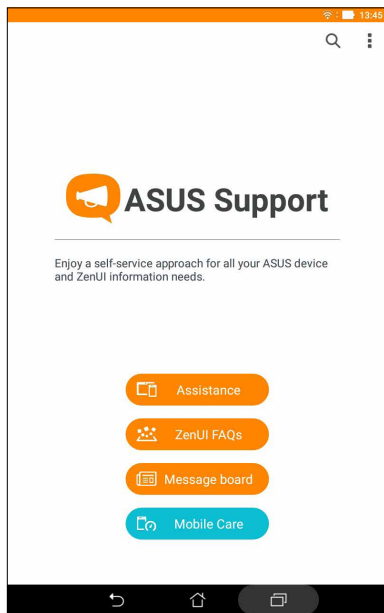 13:45
ASUS Support
Enjoy a self-service approach for all your ASUS device
and ZenUI information needs.
Assistance
ZenUI FAQs
Message board
Mobile Care